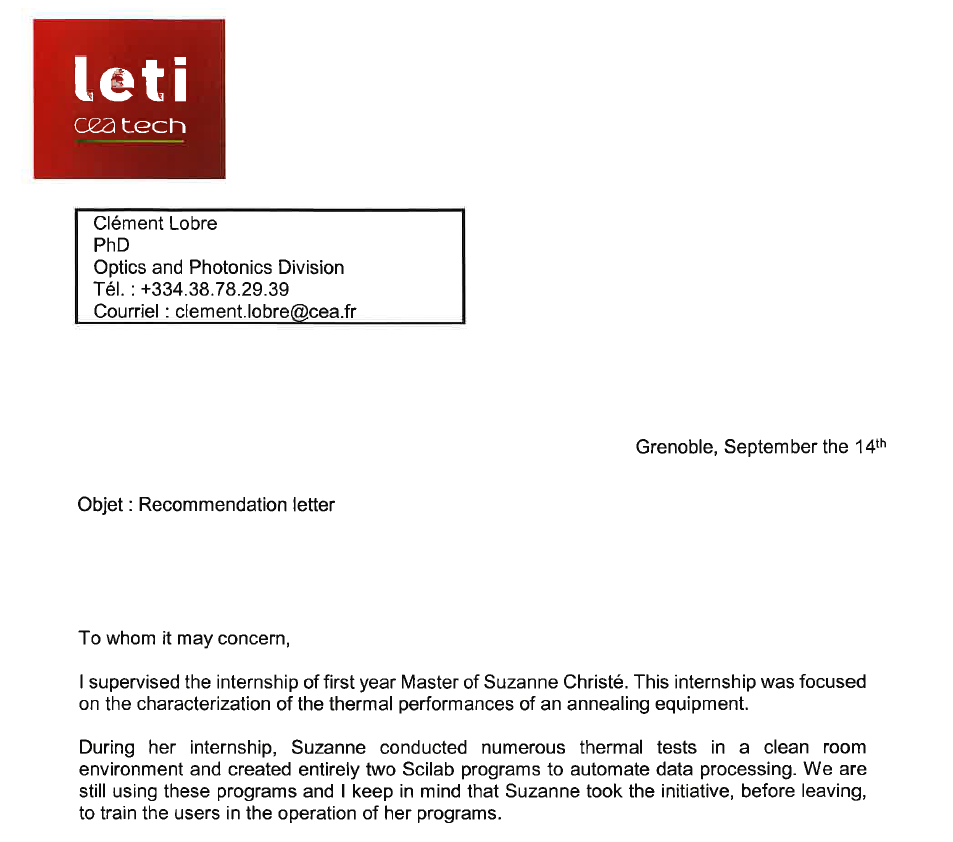 leti
cea tech
Clément Lobre
PhD
Optics and Photonics Division
Tél. : +334.38.78.29.39
Courriel : clement.lobre@cea.fr
Grenoble, September the 14th
Objet : Recommendation letter
To whom it may concern,
I supervised the internship of first year Master of Suzanne Christé. This internship was focused
on the characterization of the thermal performances of an annealing equipment.
During her internship, Suzanne conducted numerous thermal tests in a clean room
environment and created entirely two Scilab programs to automate data processing. We are
still using these programs and I keep in mind that Suzanne took the initiative, before leaving,
to train the users in the operation of her programs.